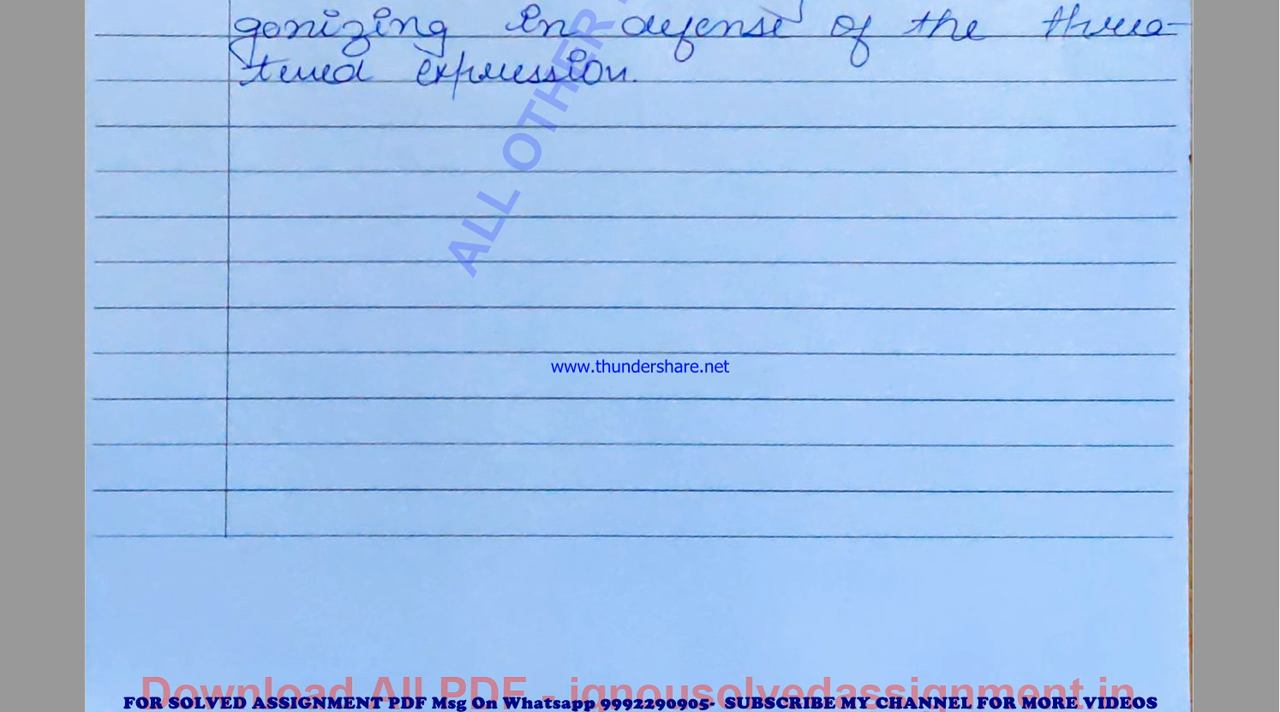 ganizing in defense of the threa-
tened expression.
ALL OTHER
www.thundershare.net
Download All PDF - ignousolvedassignment.in
FOR SOLVED ASSIGNMENT PDF Msg On Whatsapp 9992290905- SUBSCRIBE MY CHANNEL FOR MORE VIDEOS